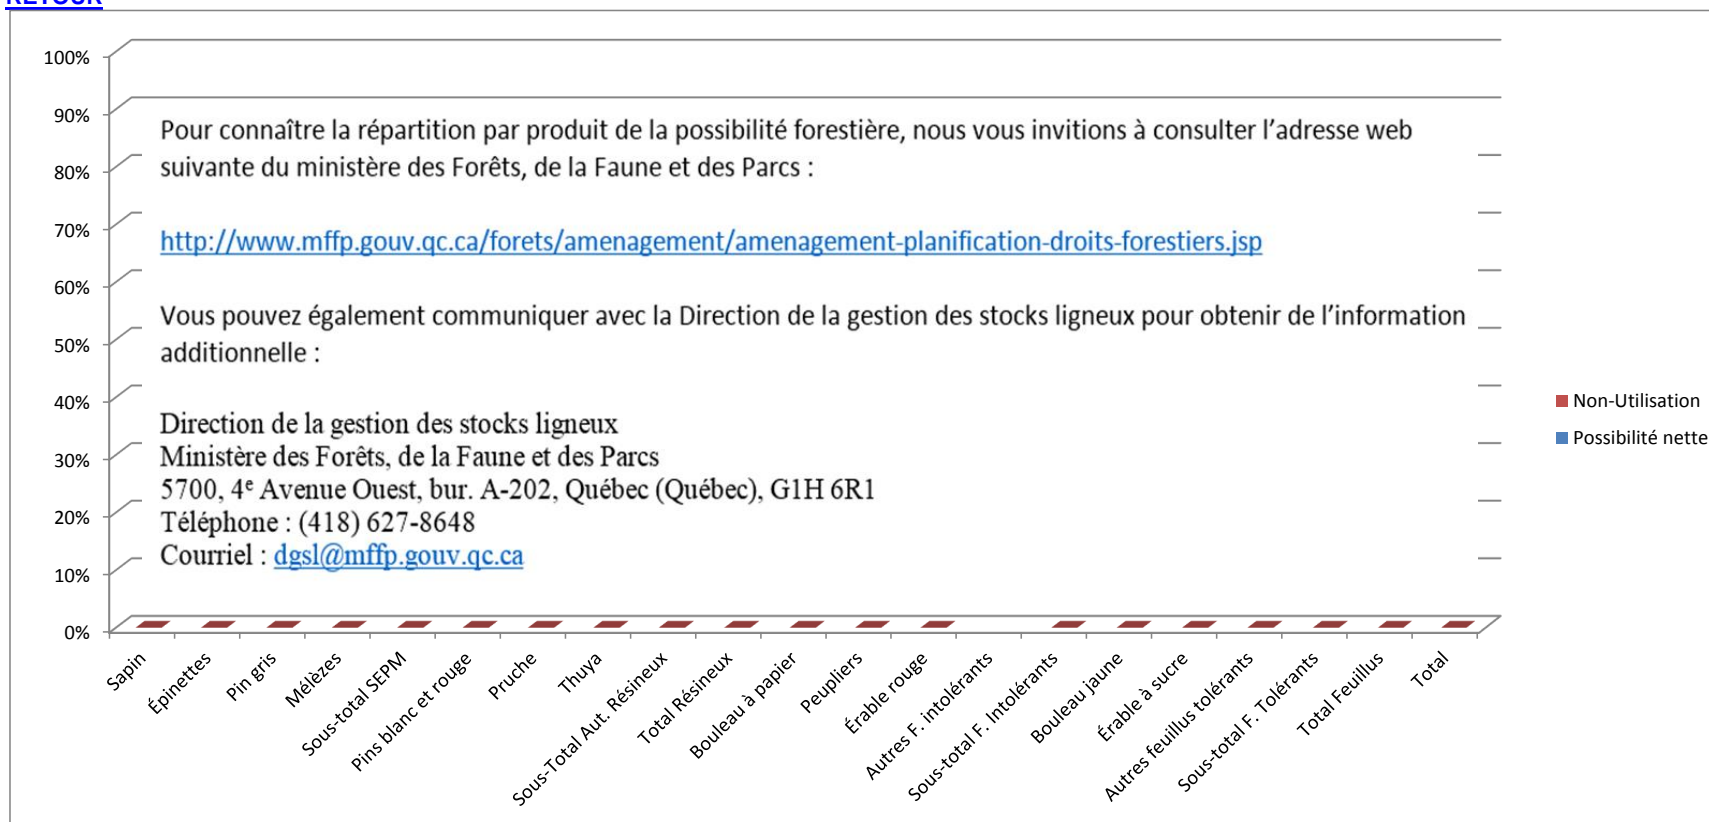 RETOUR
100%
90%
80%
70%
60%
50%
40%
30%
20%
10%
0%
Pour connaître la répartition par produit de la possibilité forestière, nous vous invitions à consulter l’adresse web
suivante du ministère des Forêts, de la Faune et des Parcs :
http://www.mffp.gouv.qc.ca/forets/amenagement/amenagement-planification-droits-forestiers.jsp
Vous pouvez également communiquer avec la Direction de la gestion des stocks ligneux pour obtenir de l’information
additionnelle :
Direction de la gestion des stocks ligneux
Ministère des Forêts, de la Faune et des Parcs
5700, 4e Avenue Ouest, bur. A-202, Québec (Québec), G1H 6R1
Téléphone : (418) 627-8648
Courriel : dgsl@mffp.gouv.qc.ca
Non-Utilisation
Possibilité nette
Sapin
Épinettes
Pin gris
Mélèzes
Sous-total SEPM
Pins blanc et rouge
Pruche
Thuya
Sous-Total Aut. Résineux
Total Résineux
Bouleau à papier
Peupliers
Érable rouge
Autres F. intolérants
Sous-total F. Intolérants
Bouleau jaune
Érable à sucre
Autres feuillus tolérants
Sous-total F. Tolérants
Total Feuillus
Total